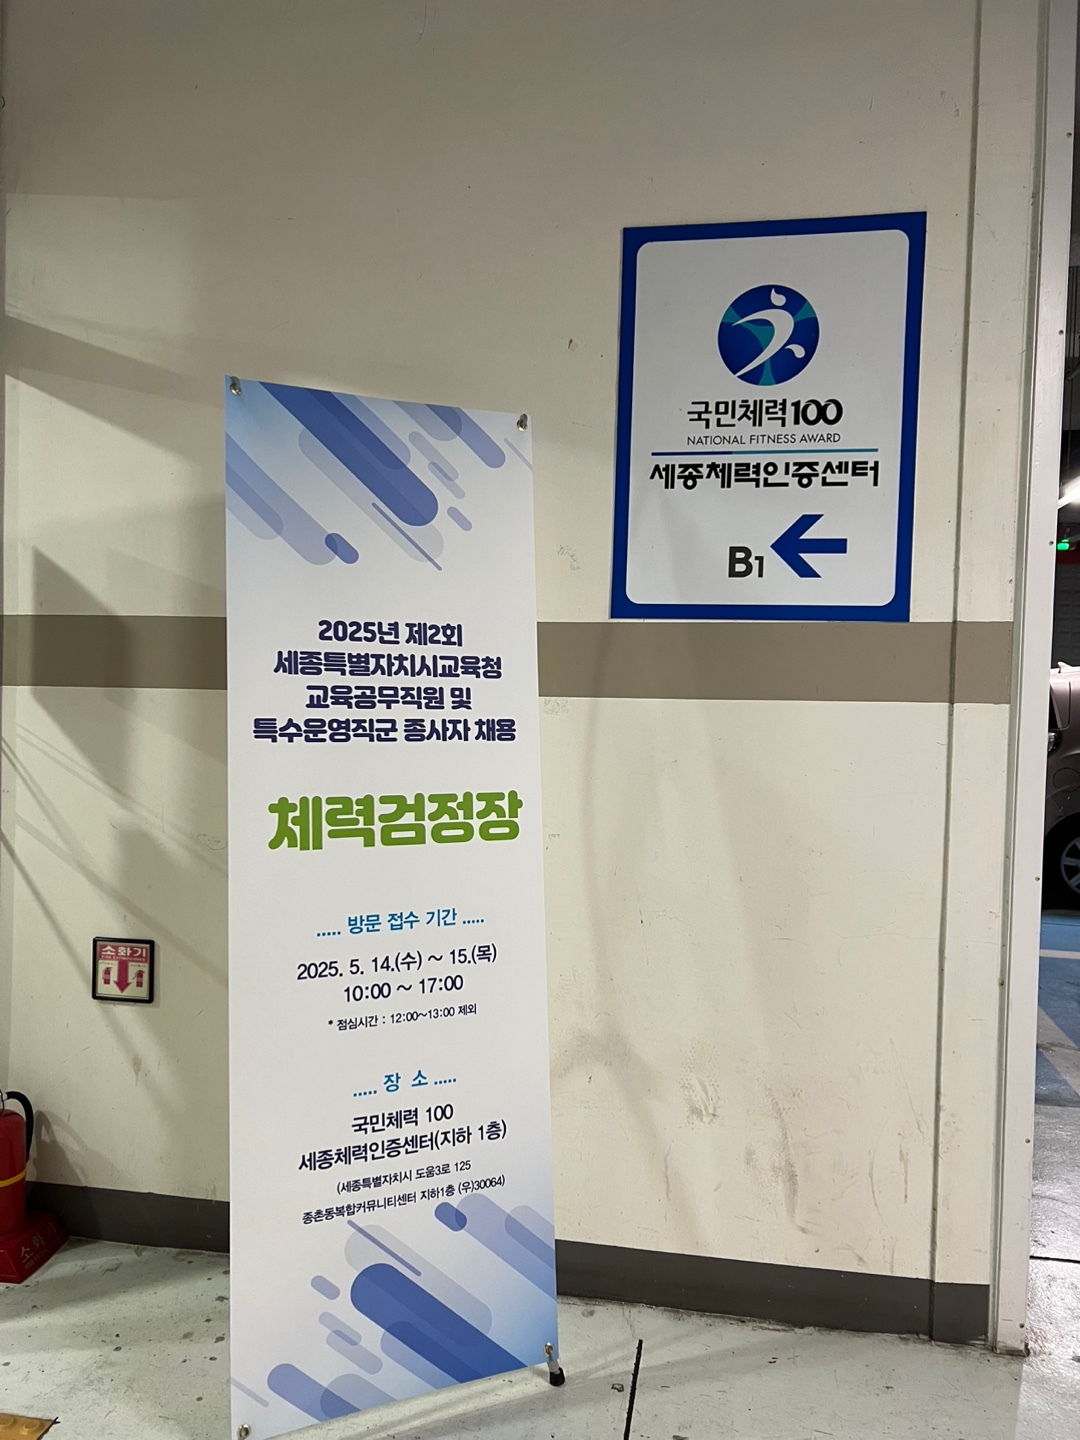 국민체력100
NATIONAL FITNESS AWARD
세종체력인증센터
B1
2025년 제2회
세종특별자치시교육청
교육공무직원 및
특수운영직군 종사자 채용
체력검정장
..... 방문 접수 기간 .....
2025. 5. 14.(수) ~ 15.(목)
10:00 ~ 17:00
* 점심시간 : 12:00~13:00 제외
..... 장 소 .....
국민체력 100
세종체력인증센터(지하 1층)
(세종특별자치시 도움3로 125
종촌동복합커뮤니티센터 지하1층 (우)30064)
소화기
소화기